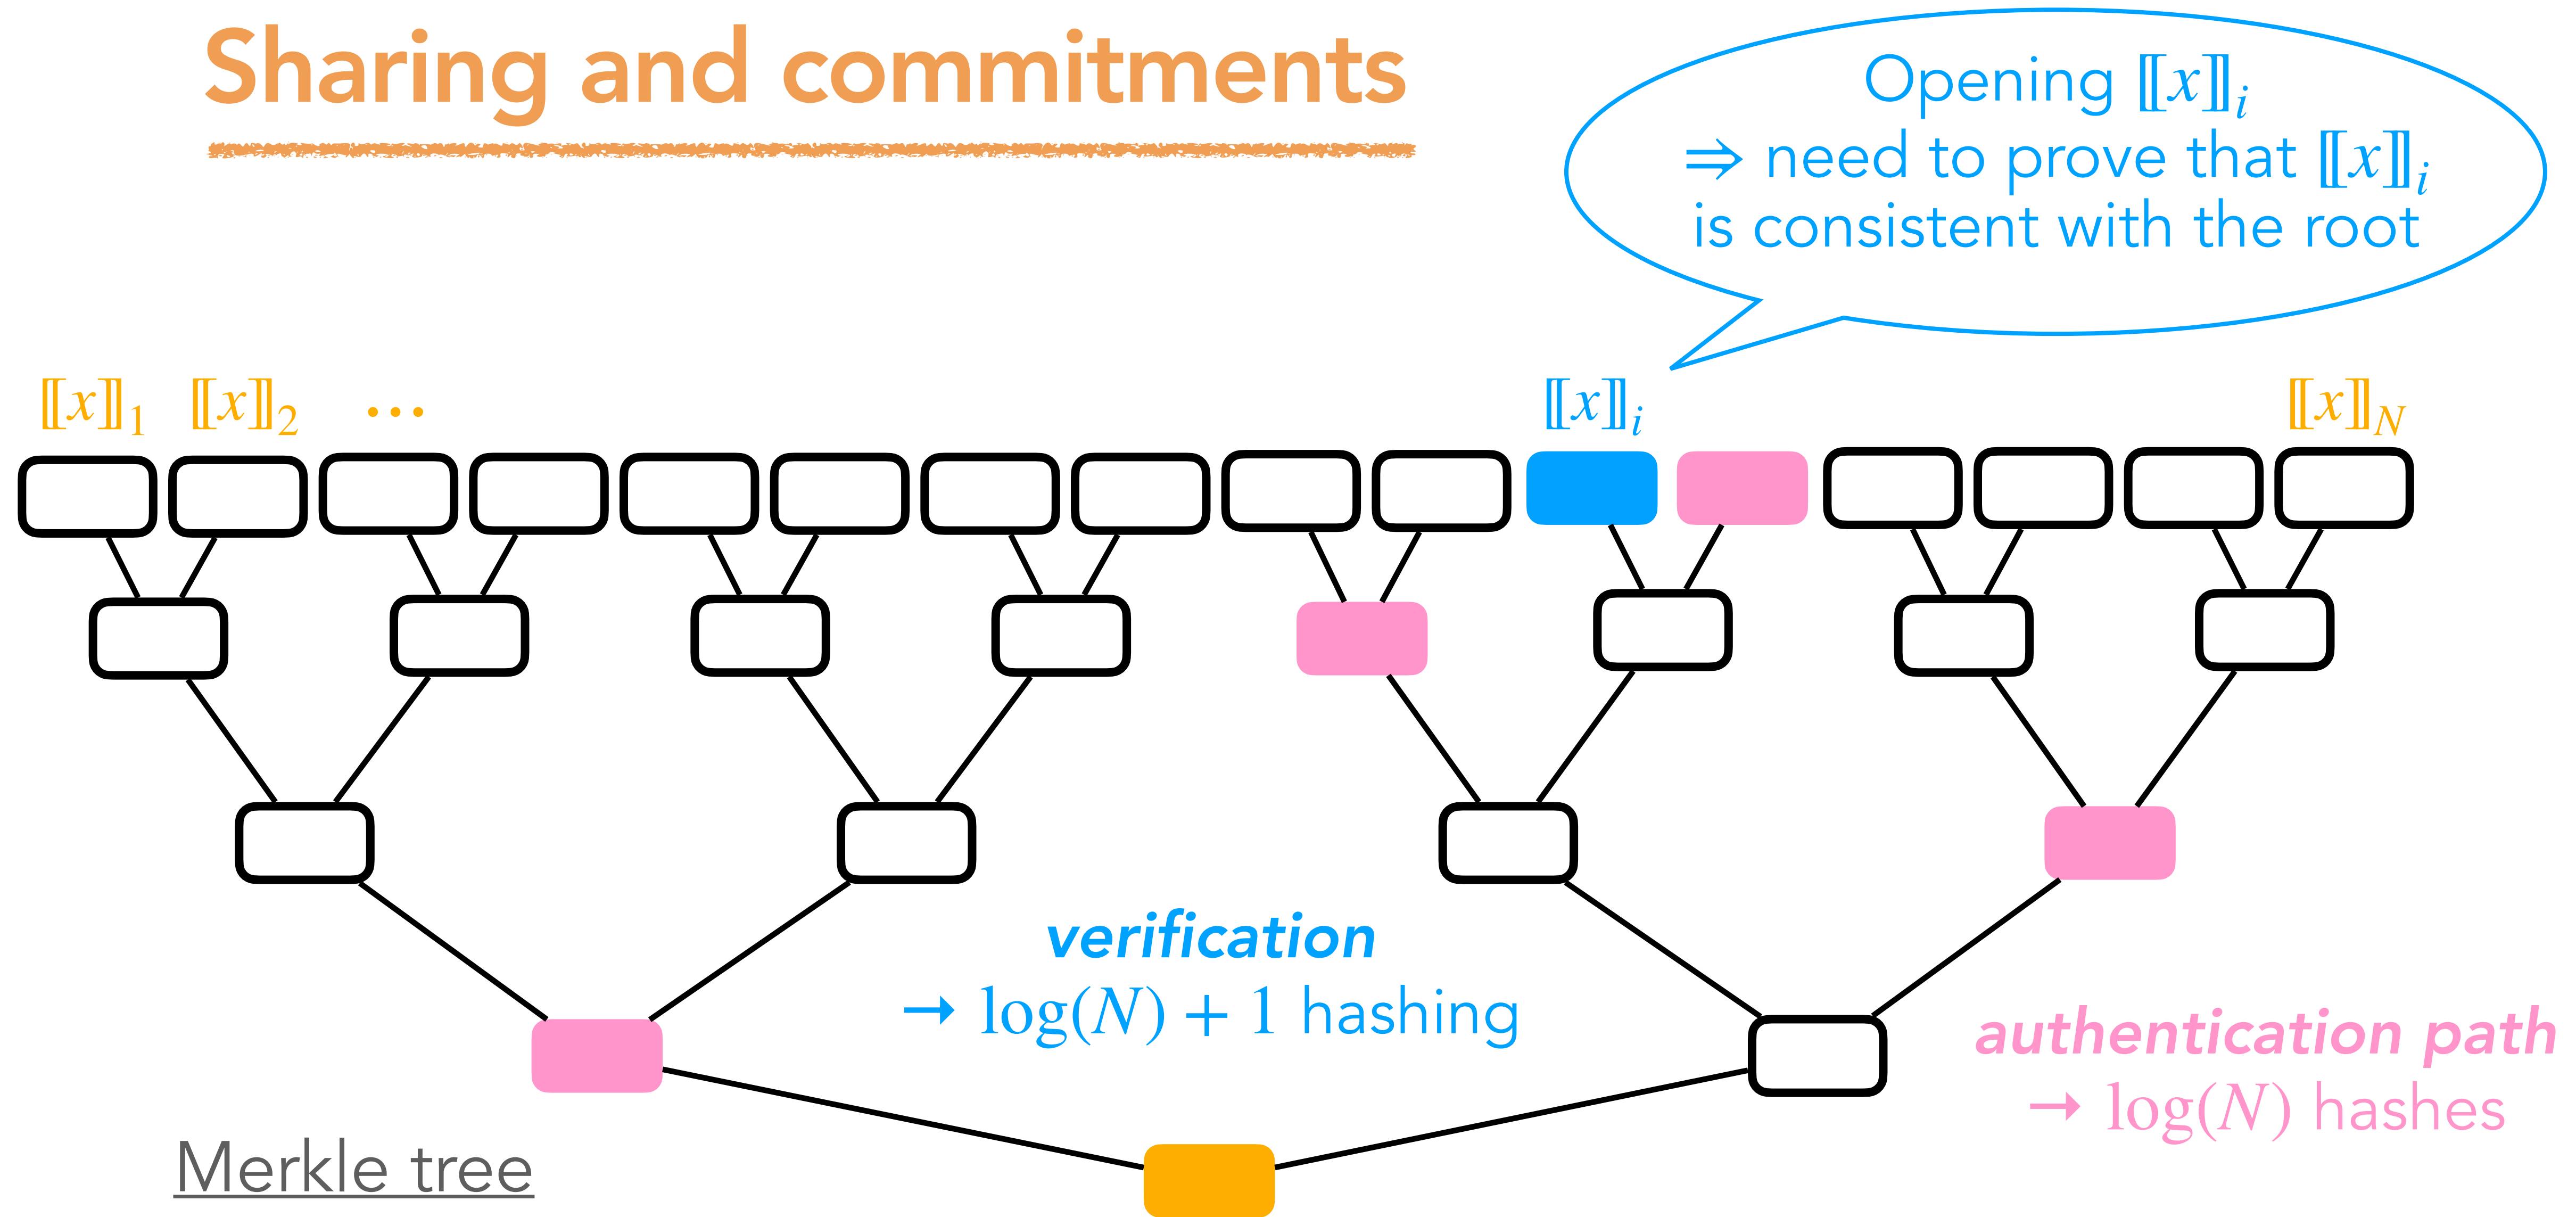 Sharing and commitments
Opening ⟦x⟧ᵢ
⇒ need to prove that ⟦x⟧ᵢ
is consistent with the root
⟦x⟧₁ ⟦x⟧₂ ... ⟦x⟧ᵢ ⟦x⟧_N
verification
→ log(N) + 1 hashing
authentication path
→ log(N) hashes
Merkle tree